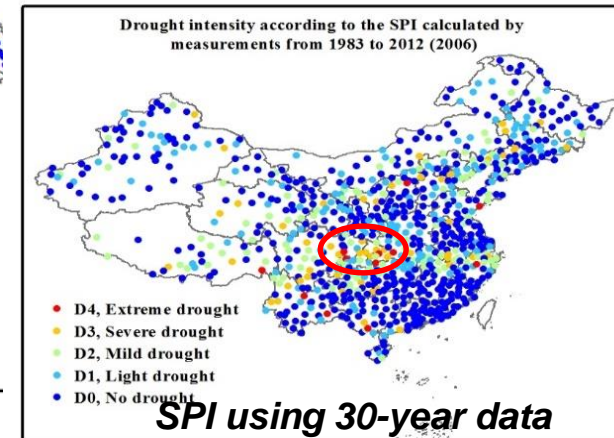 Drought intensity according to the SPI calculated by
measurements from 1983 to 2012 (2006)
D4, Extreme drought
D3, Severe drought
D2, Mild drought
D1, Light drought
D0, No drought
SPI using 30-year data